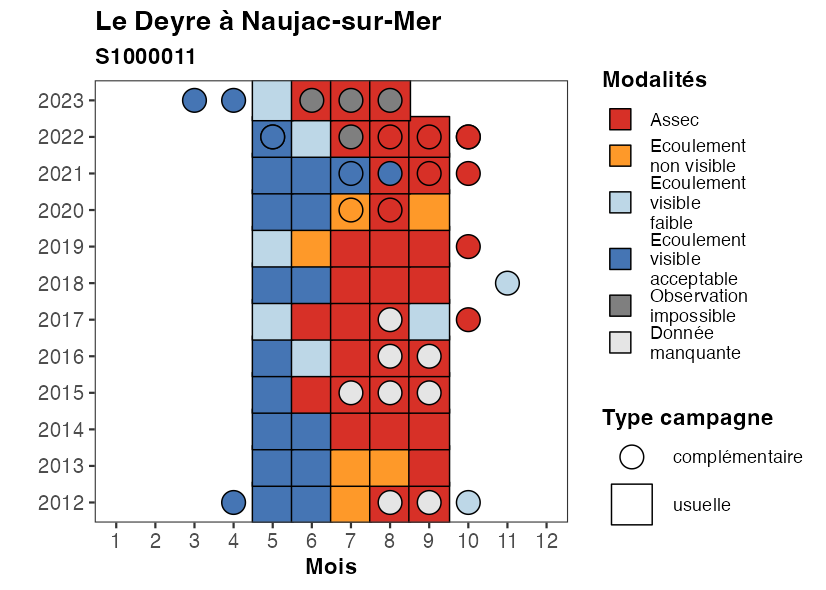 Le Deyre à Naujac-sur-Mer
S1000011
2023
2022
2021
2020
2019
2018
2017
2016
2015
2014
2013
2012
1 2 3 4 5 6 7 8 9 10 11 12
Mois
Modalités
Assec
Ecoulement
non visible
Ecoulement
visible
faible
Ecoulement
visible
acceptable
Observation
impossible
Donnée
manquante
Type campagne
complémentaire
usuelle